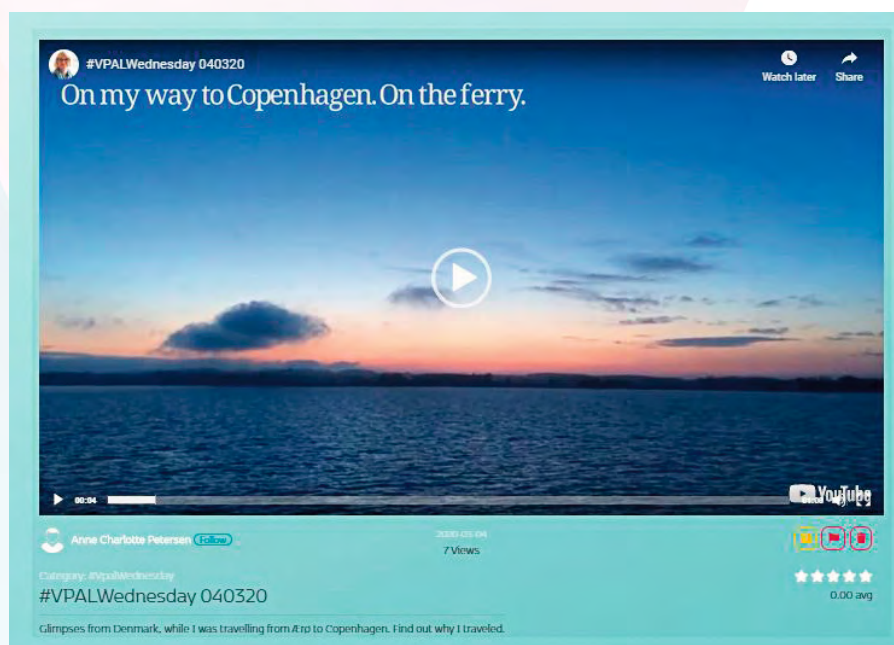 #VPALWednesday 040320
Watch later Share
On my way to Copenhagen. On the ferry.
00:04
YouTube
Anne Charlotte Petersen Follow
2020-03-04
7 Views
Category: #VpalWednesday
#VPALWednesday 040320
0.00 avg
Glimpses from Denmark, while I was travelling from Ærø to Copenhagen. Find out why I traveled.